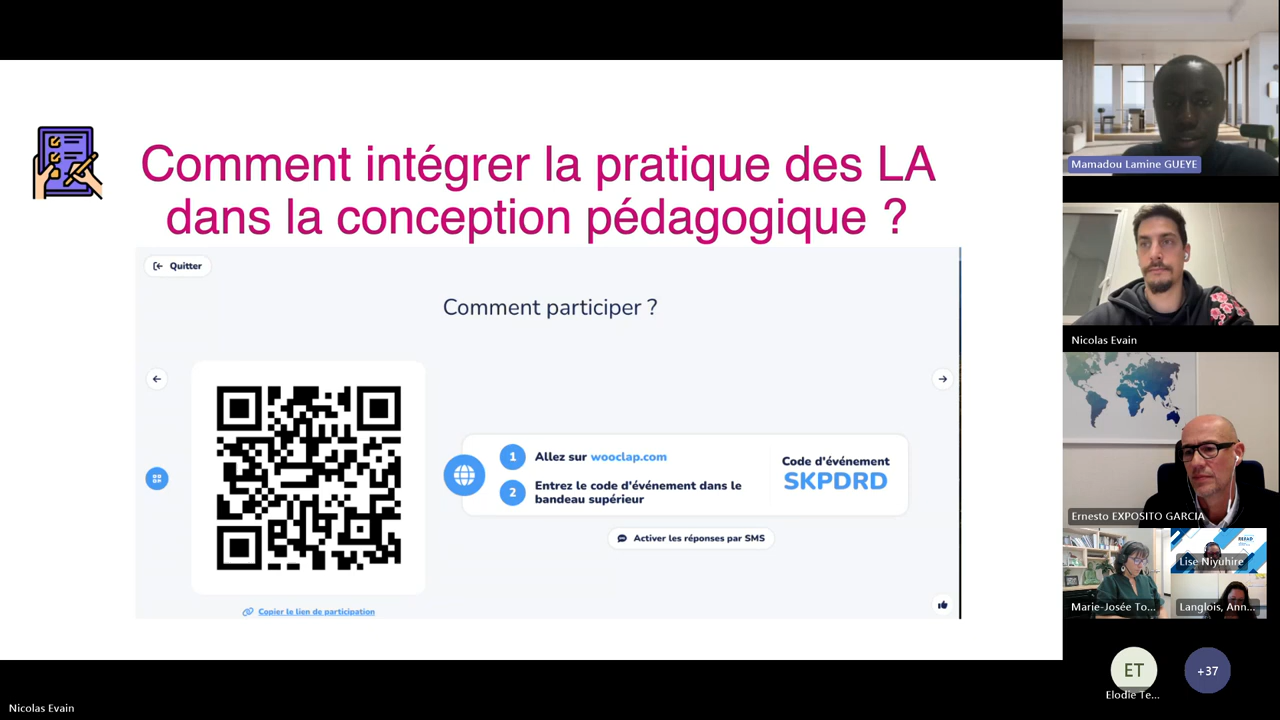 Comment intégrer la pratique des LA
dans la conception pédagogique ?
Quitter
Comment participer ?
1 Allez sur wooclap.com
2 Entrez le code d'événement dans le
bandeau supérieur
Code d'événement
SKPDRD
Activer les réponses par SMS
Copier le lien de participation
Mamadou Lamine GUEYE
Nicolas Evain
Ernesto EXPOSITO GARCIA
Marie-Josée To...
Lise Niyuhire
Langlois, Ann...
ET
Elodie Te...
+37
Nicolas Evain